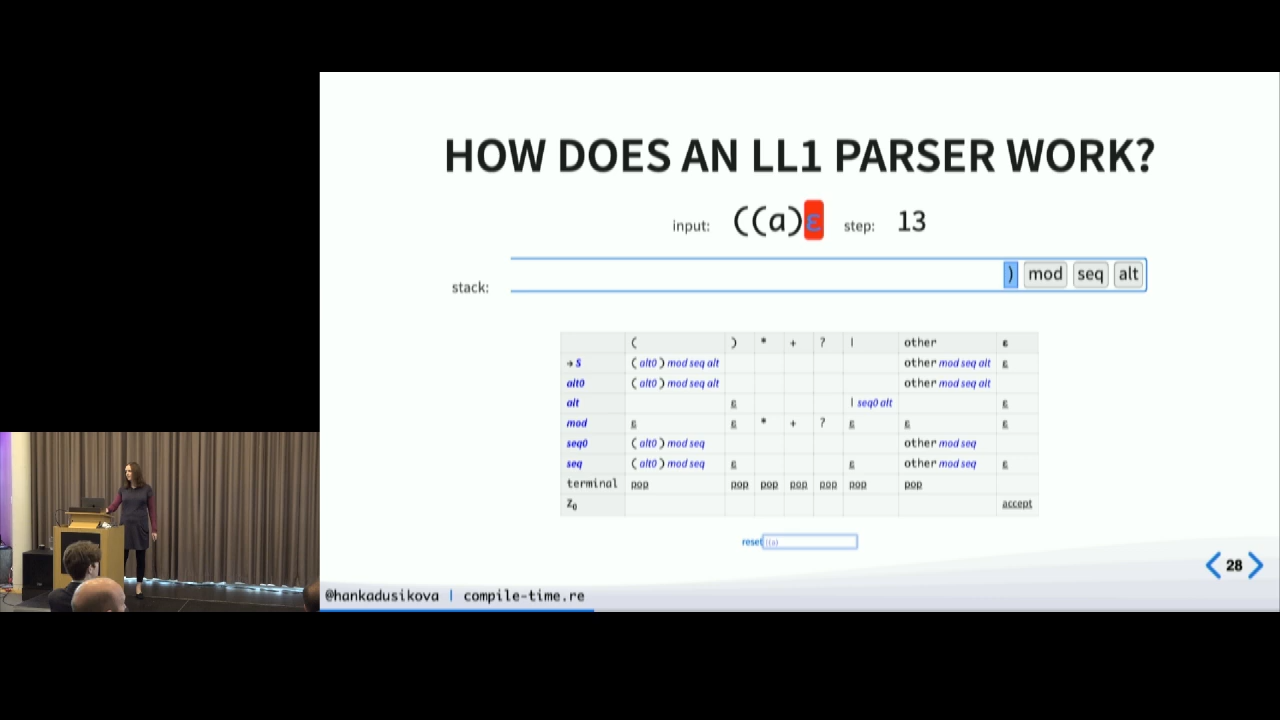 HOW DOES AN LL1 PARSER WORK?
input: ((a)ε step: 13
stack: ) mod seq alt
( ) * + ? | other ε
→ S ( alt0 ) mod seq alt other mod seq alt ε
alt0 ( alt0 ) mod seq alt other mod seq alt
alt ε | seq0 alt ε
mod ε ε * + ? ε ε ε
seq0 ( alt0 ) mod seq other mod seq
seq ( alt0 ) mod seq ε ε other mod seq ε
terminal pop pop pop pop pop pop pop
Z0 accept
reset ((a)
28
@hankadusikova | compile-time.re